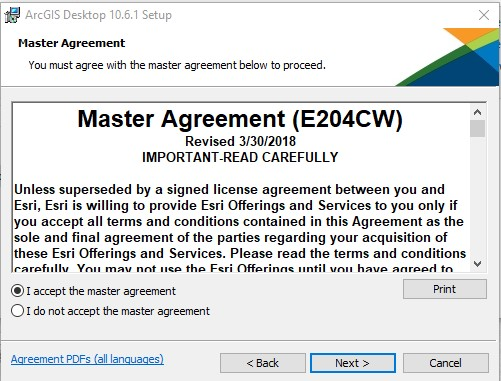 ArcGIS Desktop 10.6.1 Setup
Master Agreement
You must agree with the master agreement below to proceed.
Master Agreement (E204CW)
Revised 3/30/2018
IMPORTANT-READ CAREFULLY
Unless superseded by a signed license agreement between you and
Esri, Esri is willing to provide Esri Offerings and Services to you only if
you accept all terms and conditions contained in this Agreement as the
sole and final agreement of the parties regarding your acquisition of
these Esri Offerings and Services. Please read the terms and conditions
carefully. You may not use the Esri Offerings until you have agreed to
I accept the master agreement
Print
I do not accept the master agreement
Agreement PDFs (all languages)
< Back
Next >
Cancel